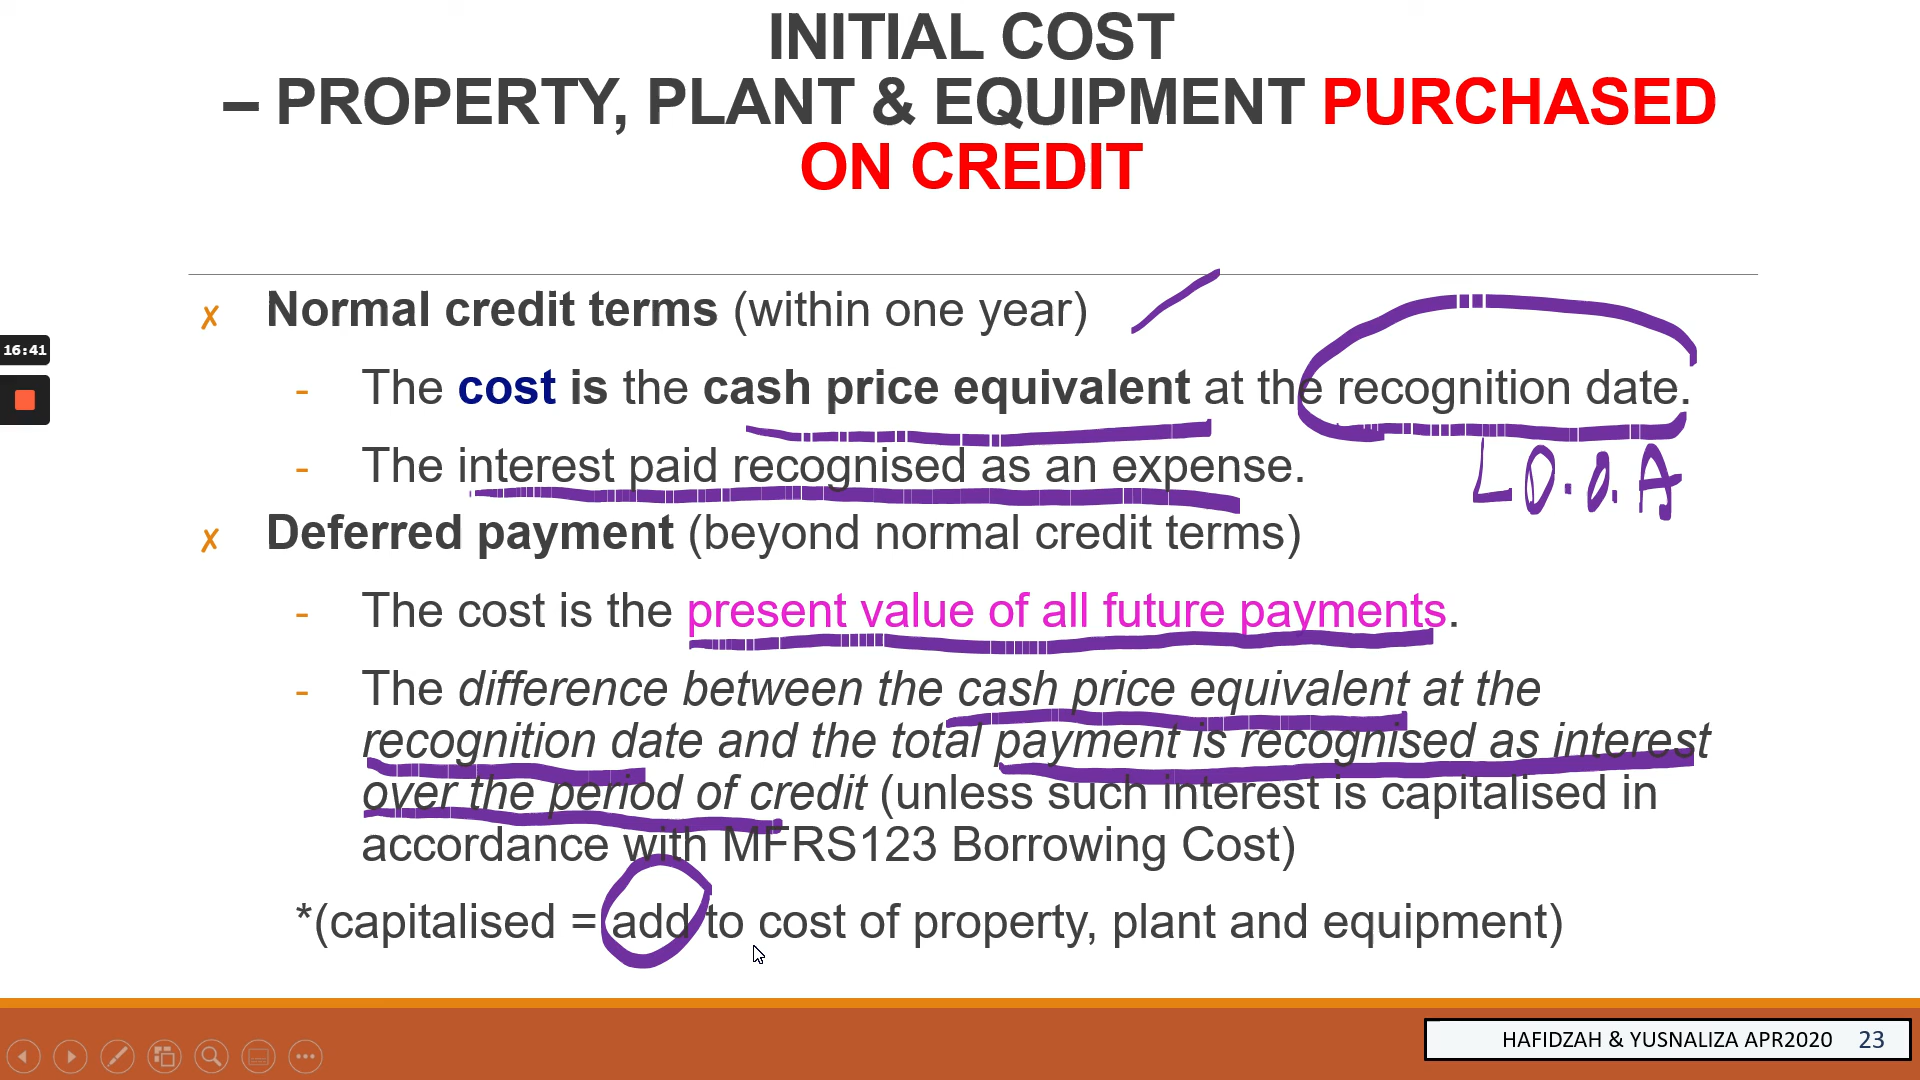 INITIAL COST
– PROPERTY, PLANT & EQUIPMENT PURCHASED
ON CREDIT
✗ Normal credit terms (within one year)
- The cost is the cash price equivalent at the recognition date.
- The interest paid recognised as an expense.
✗ Deferred payment (beyond normal credit terms)
- The cost is the present value of all future payments.
- The difference between the cash price equivalent at the
recognition date and the total payment is recognised as interest
over the period of credit (unless such interest is capitalised in
accordance with MFRS123 Borrowing Cost)
*(capitalised = add to cost of property, plant and equipment)
16:41
HAFIDZAH & YUSNALIZA APR2020 23